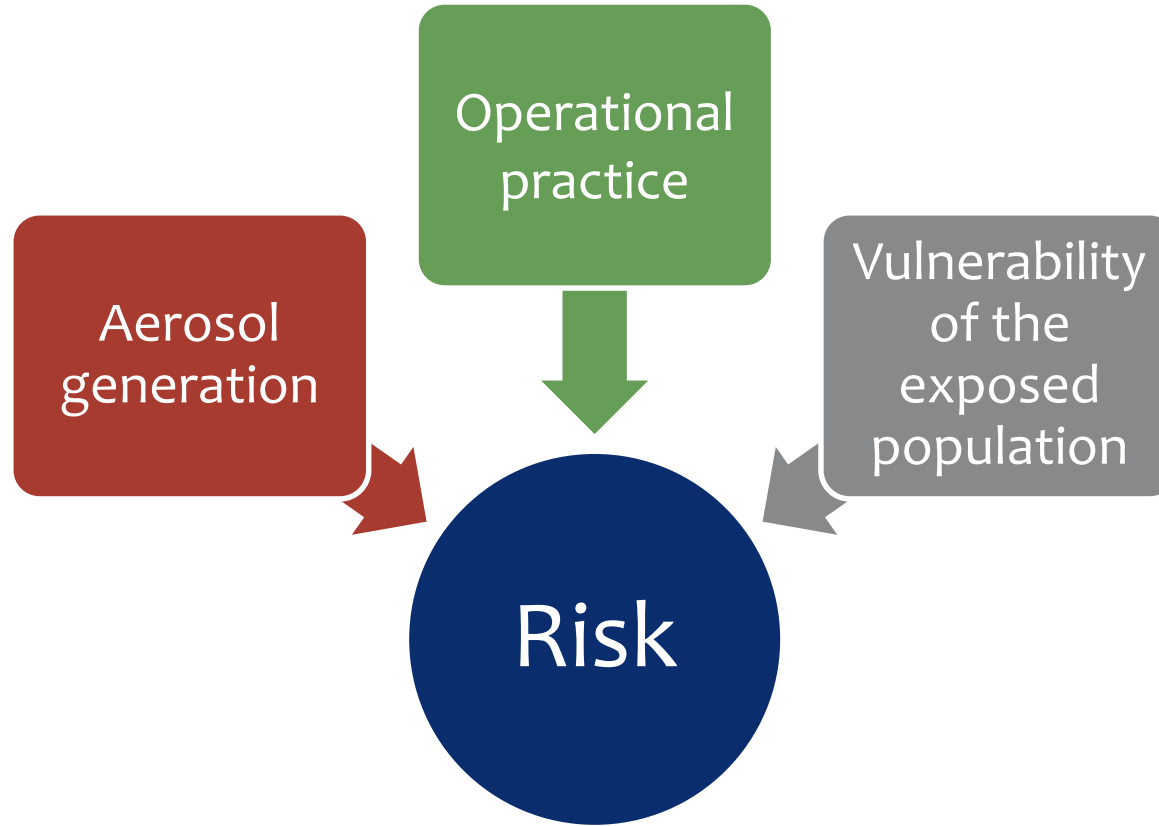 Operational
practice
Aerosol
generation
Vulnerability
of the
exposed
population
Risk